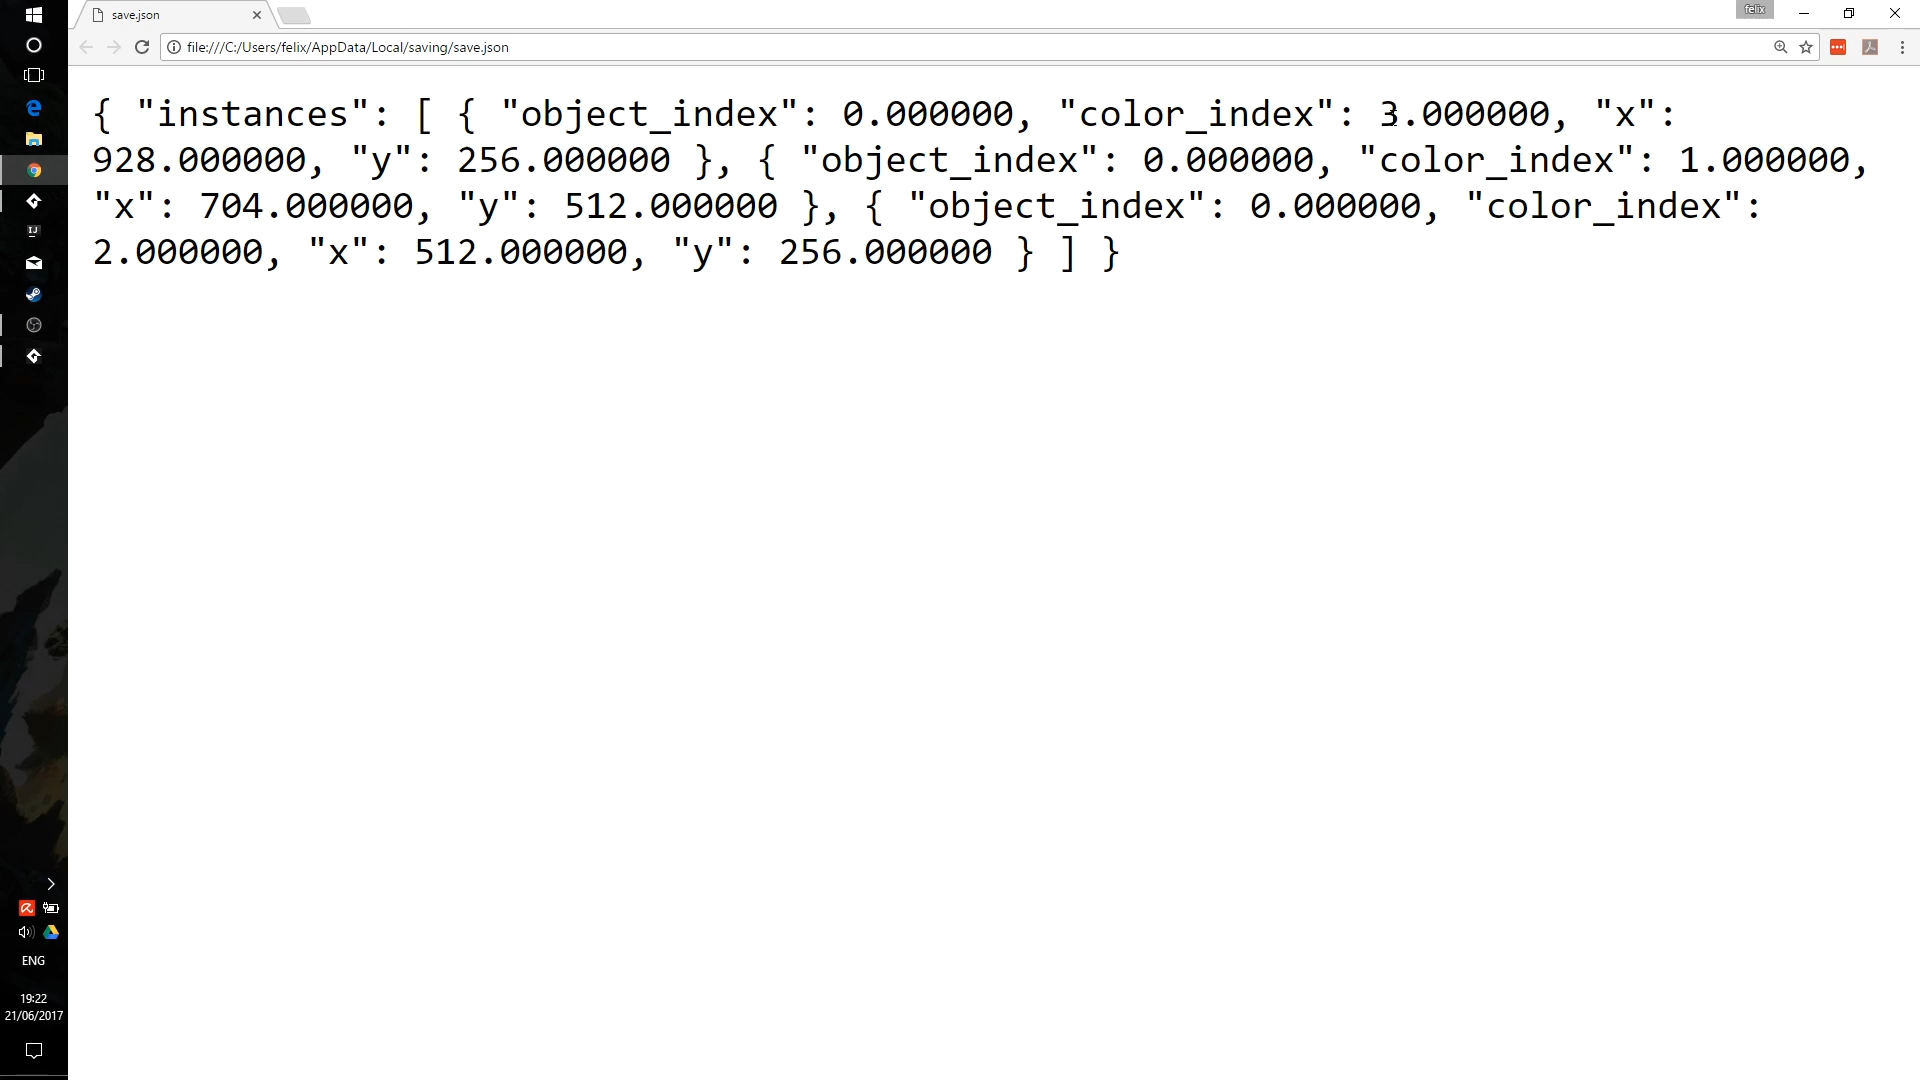 save.json
felix
file:///C:/Users/felix/AppData/Local/saving/save.json
{ "instances": [ { "object_index": 0.000000, "color_index": 3.000000, "x":
928.000000, "y": 256.000000 }, { "object_index": 0.000000, "color_index": 1.000000,
"x": 704.000000, "y": 512.000000 }, { "object_index": 0.000000, "color_index":
2.000000, "x": 512.000000, "y": 256.000000 } ] }
IJ
ENG
19:22
21/06/2017